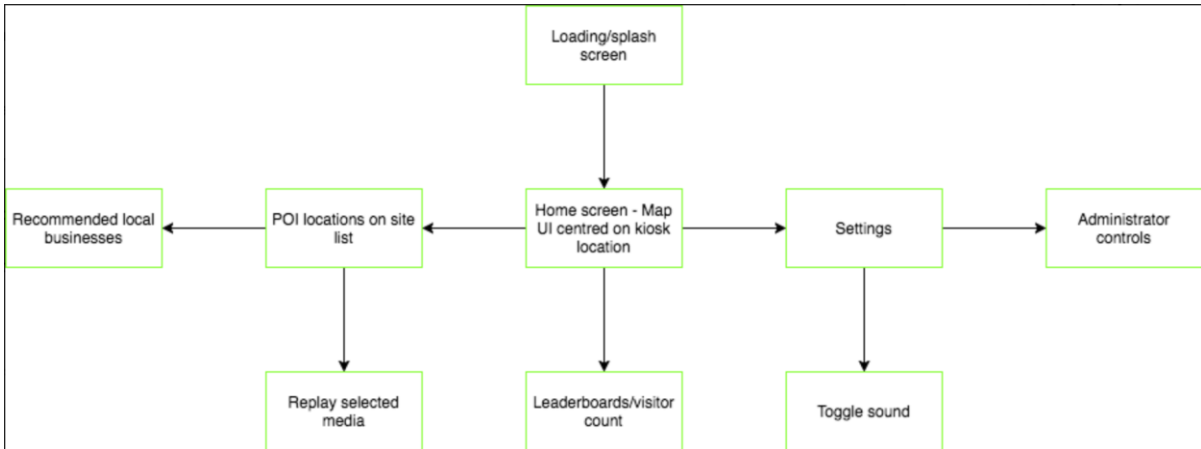 Loading/splash
screen
Recommended local
businesses
POI locations on site
list
Home screen - Map
UI centred on kiosk
location
Settings
Administrator
controls
Replay selected
media
Leaderboards/visitor
count
Toggle sound